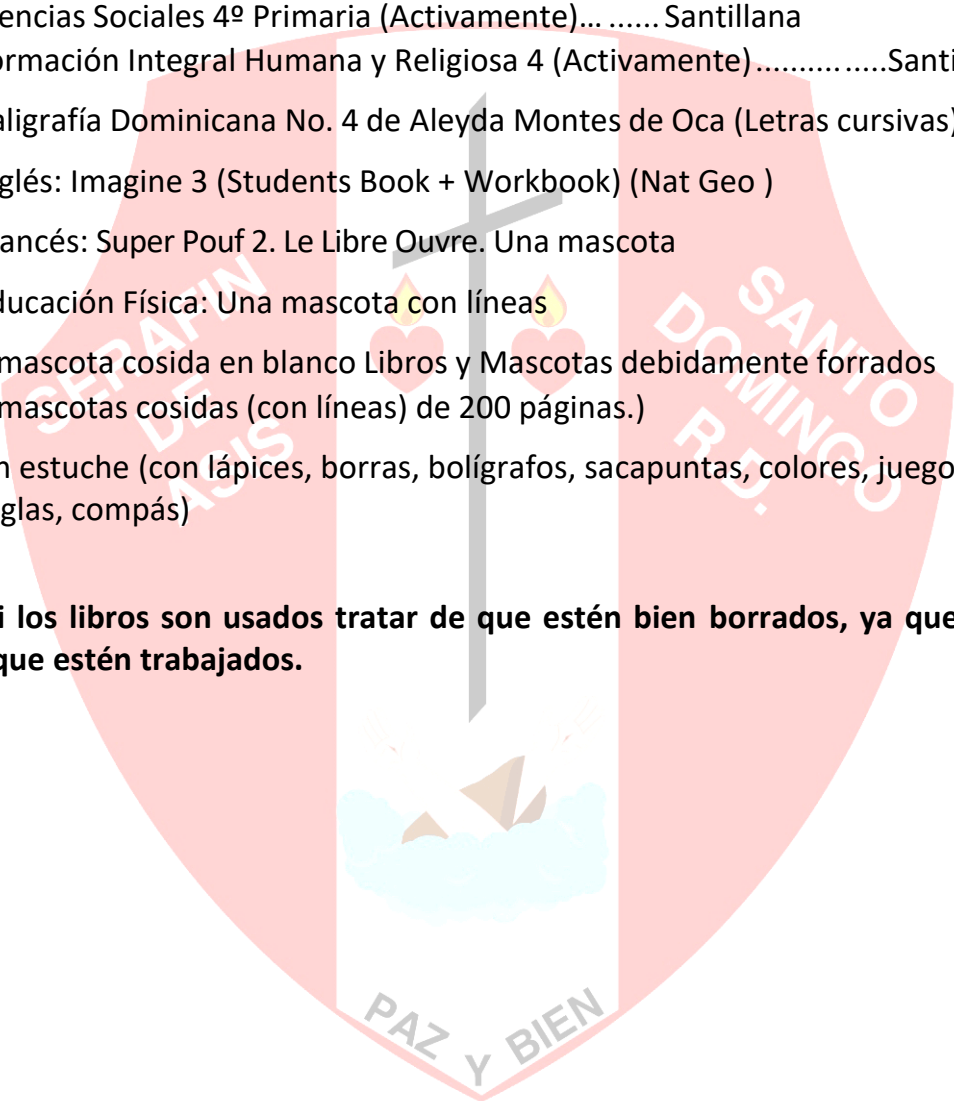 encias Sociales 4º Primaria (Activamente)... ...... Santillana
ormación Integral Humana y Religiosa 4 (Activamente)...............Santi
aligrafía Dominicana No. 4 de Aleyda Montes de Oca (Letras cursivas)
glés: Imagine 3 (Students Book + Workbook) (Nat Geo )
ancés: Super Pouf 2. Le Libre Ouvre. Una mascota
ducación Física: Una mascota con líneas
mascota cosida en blanco Libros y Mascotas debidamente forrados
mascotas cosidas (con líneas) de 200 páginas.)
n estuche (con lápices, borras, bolígrafos, sacapuntas, colores, juego
glas, compás)
i los libros son usados tratar de que estén bien borrados, ya que
que estén trabajados.
SERAFIN
DE
ASIS
SANTO
DOMINGO
R.D.
PAZ Y BIEN